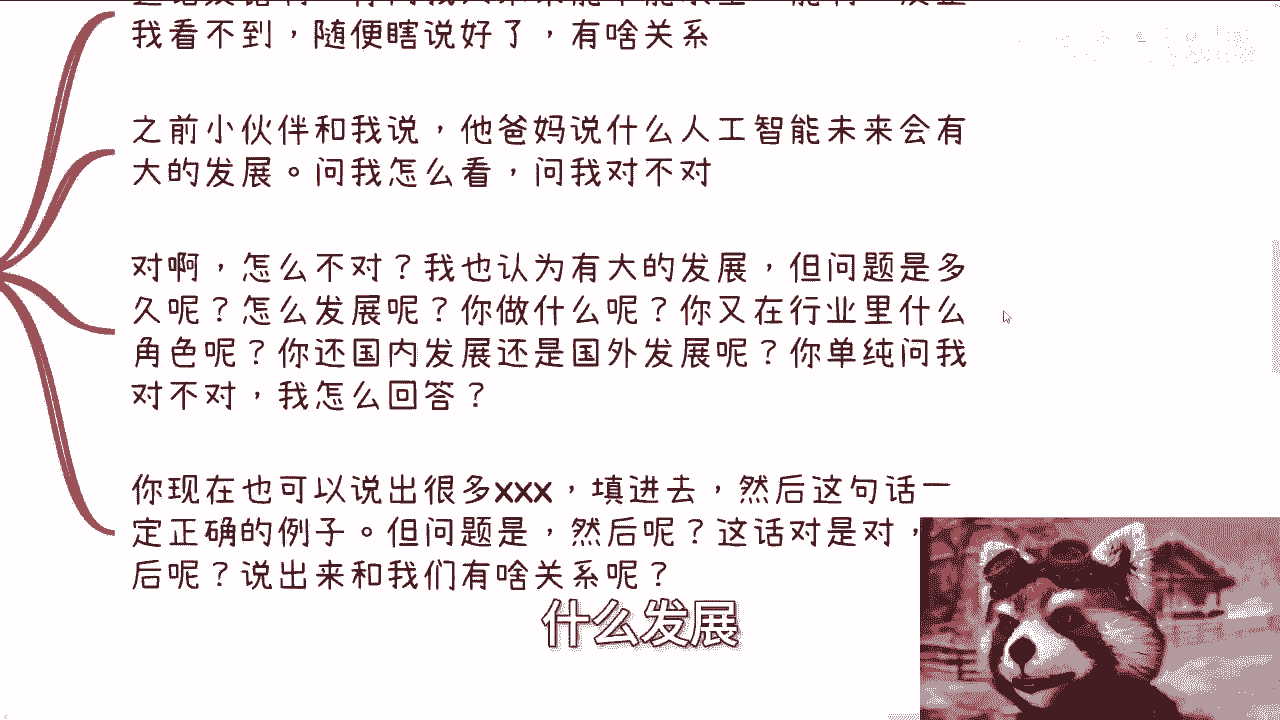 我看不到，随便瞎说好了，有啥关系
之前小伙伴和我说，他爸妈说什么人工智能未来会有
大的发展。问我怎么看，问我对不对
对啊，怎么不对？我也认为有大的发展，但问题是多
久呢？怎么发展呢？你做什么呢？你又在行业里什么
角色呢？你还国内发展还是国外发展呢？你单纯问我
对不对，我怎么回答？
你现在也可以说出很多xxx，填进去，然后这句话一
定正确的例子。但问题是，然后呢？这话对是对，
后呢？说出来和我们有啥关系呢？
什么发展